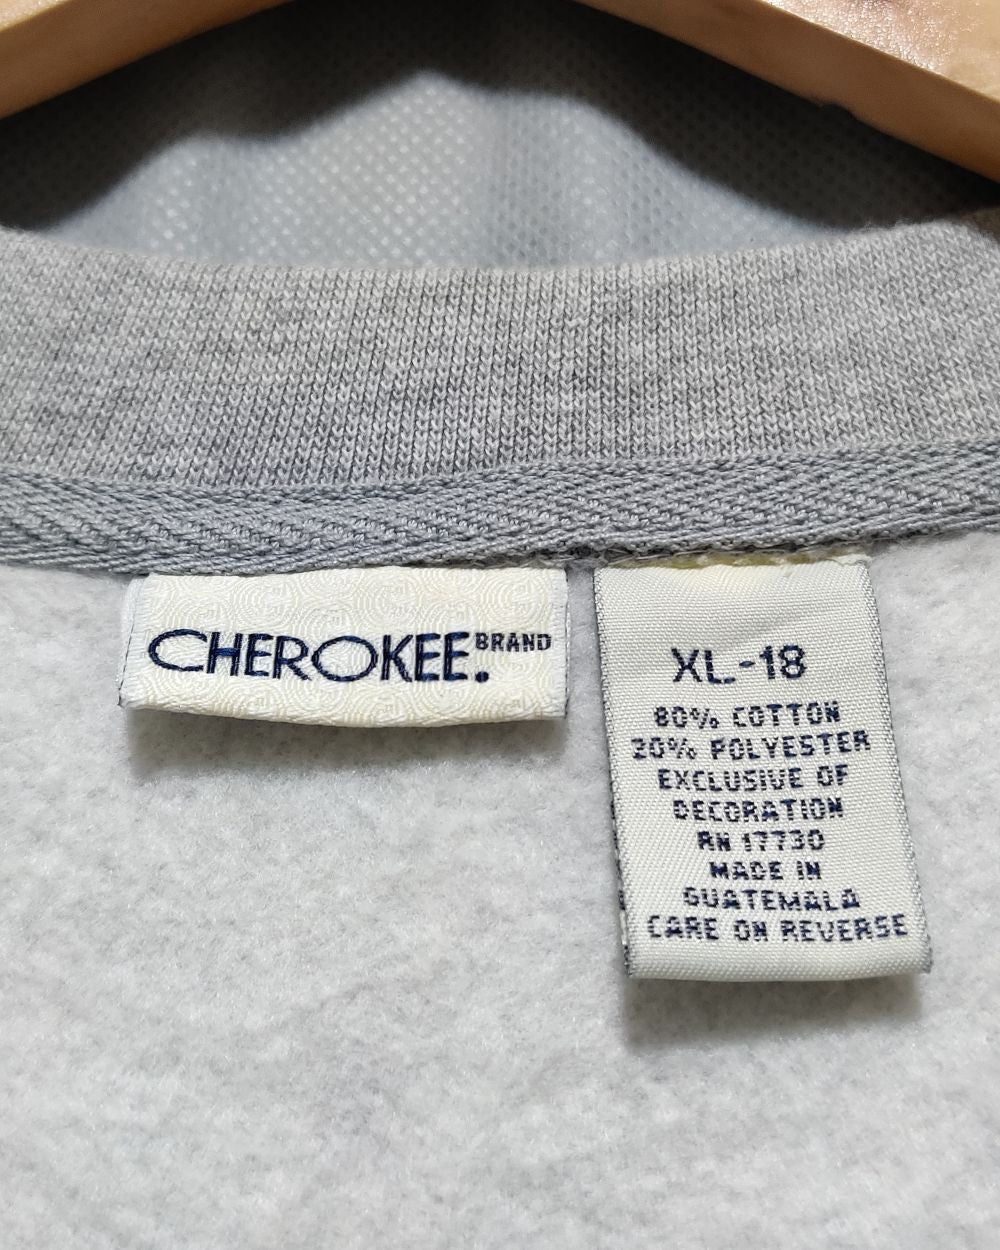 CHEROKEE. BRAND
XL-18
80% COTTON
20% POLYESTER
EXCLUSIVE OF
DECORATION
RN 17730
MADE IN
GUATEMALA
CARE ON REVERSE